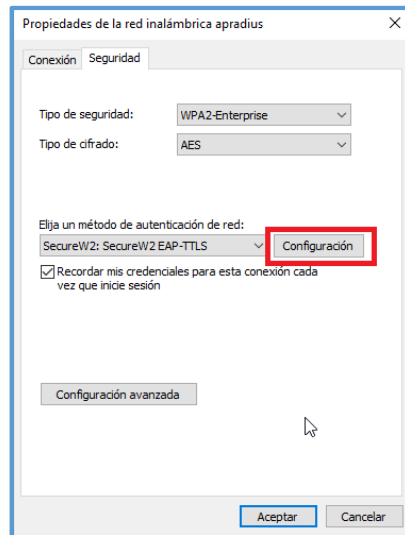 Propiedades de la red inalámbrica apradius
Conexión Seguridad
Tipo de seguridad: WPA2-Enterprise
Tipo de cifrado: AES
Elija un método de autenticación de red:
SecureW2: SecureW2 EAP-TTLS Configuración
Recordar mis credenciales para esta conexión cada
vez que inicie sesión
Configuración avanzada
Aceptar Cancelar